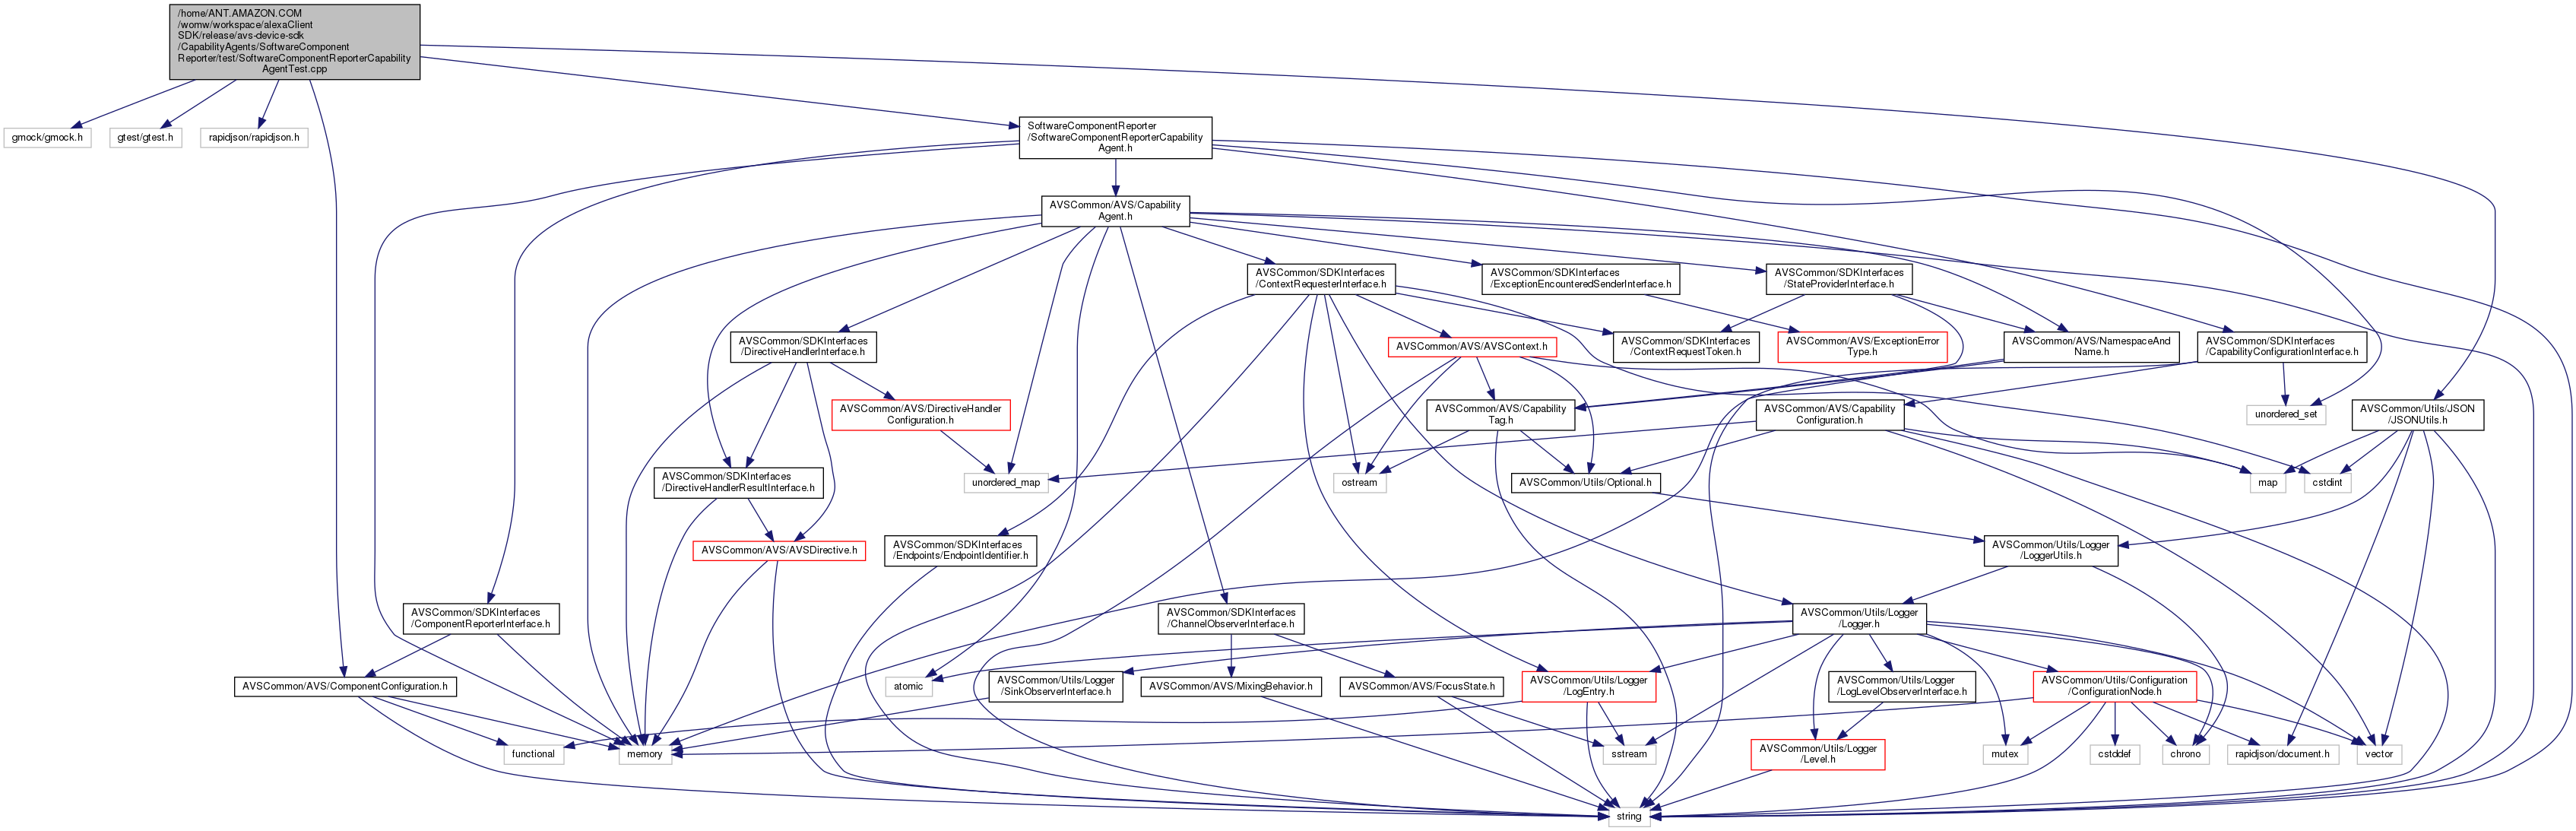 /home/ANT.AMAZON.COM
/womw/workspace/alexaClient
SDK/release/avs-device-sdk
/CapabilityAgents/SoftwareComponent
Reporter/test/SoftwareComponentReporterCapability
AgentTest.cpp
gmock/gmock.h
gtest/gtest.h
rapidjson/rapidjson.h
SoftwareComponentReporter
/SoftwareComponentReporterCapability
Agent.h
AVSCommon/AVS/Capability
Agent.h
AVSCommon/SDKInterfaces
/ContextRequesterInterface.h
AVSCommon/SDKInterfaces
/ExceptionEncounteredSenderInterface.h
AVSCommon/SDKInterfaces
/StateProviderInterface.h
AVSCommon/SDKInterfaces
/DirectiveHandlerInterface.h
AVSCommon/AVS/AVSContext.h
AVSCommon/SDKInterfaces
/ContextRequestToken.h
AVSCommon/AVS/ExceptionError
Type.h
AVSCommon/AVS/NamespaceAnd
Name.h
AVSCommon/SDKInterfaces
/CapabilityConfigurationInterface.h
AVSCommon/AVS/DirectiveHandler
Configuration.h
AVSCommon/AVS/Capability
Tag.h
AVSCommon/AVS/Capability
Configuration.h
unordered_set
AVSCommon/Utils/JSON
/JSONUtils.h
AVSCommon/SDKInterfaces
/DirectiveHandlerResultInterface.h
unordered_map
ostream
AVSCommon/Utils/Optional.h
map
cstdint
AVSCommon/AVS/AVSDirective.h
AVSCommon/SDKInterfaces
/Endpoints/EndpointIdentifier.h
AVSCommon/Utils/Logger
/LoggerUtils.h
AVSCommon/SDKInterfaces
/ComponentReporterInterface.h
AVSCommon/SDKInterfaces
/ChannelObserverInterface.h
AVSCommon/Utils/Logger
/Logger.h
AVSCommon/AVS/ComponentConfiguration.h
atomic
AVSCommon/Utils/Logger
/SinkObserverInterface.h
AVSCommon/AVS/MixingBehavior.h
AVSCommon/AVS/FocusState.h
AVSCommon/Utils/Logger
/LogEntry.h
AVSCommon/Utils/Logger
/LogLevelObserverInterface.h
AVSCommon/Utils/Configuration
/ConfigurationNode.h
functional
memory
sstream
AVSCommon/Utils/Logger
/Level.h
mutex
cstddef
chrono
rapidjson/document.h
vector
string